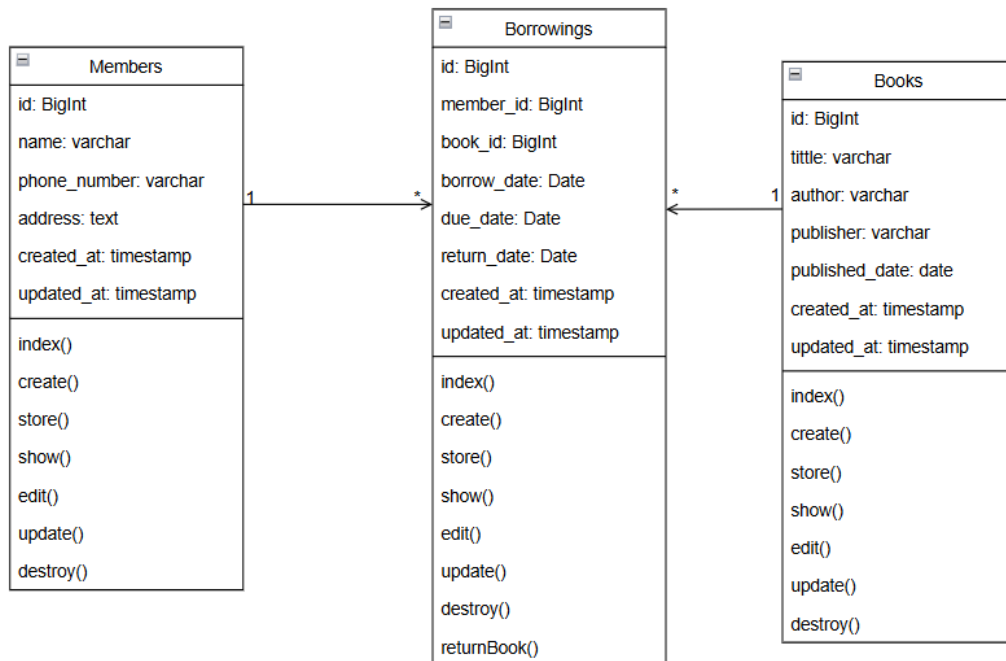 Members
id: BigInt
name: varchar
phone_number: varchar
address: text
created_at: timestamp
updated_at: timestamp
index()
create()
store()
show()
edit()
update()
destroy()
1
*
Borrowings
id: BigInt
member_id: BigInt
book_id: BigInt
borrow_date: Date
due_date: Date
return_date: Date
created_at: timestamp
updated_at: timestamp
index()
create()
store()
show()
edit()
update()
destroy()
returnBook()
*
1
Books
id: BigInt
tittle: varchar
author: varchar
publisher: varchar
published_date: date
created_at: timestamp
updated_at: timestamp
index()
create()
store()
show()
edit()
update()
destroy()